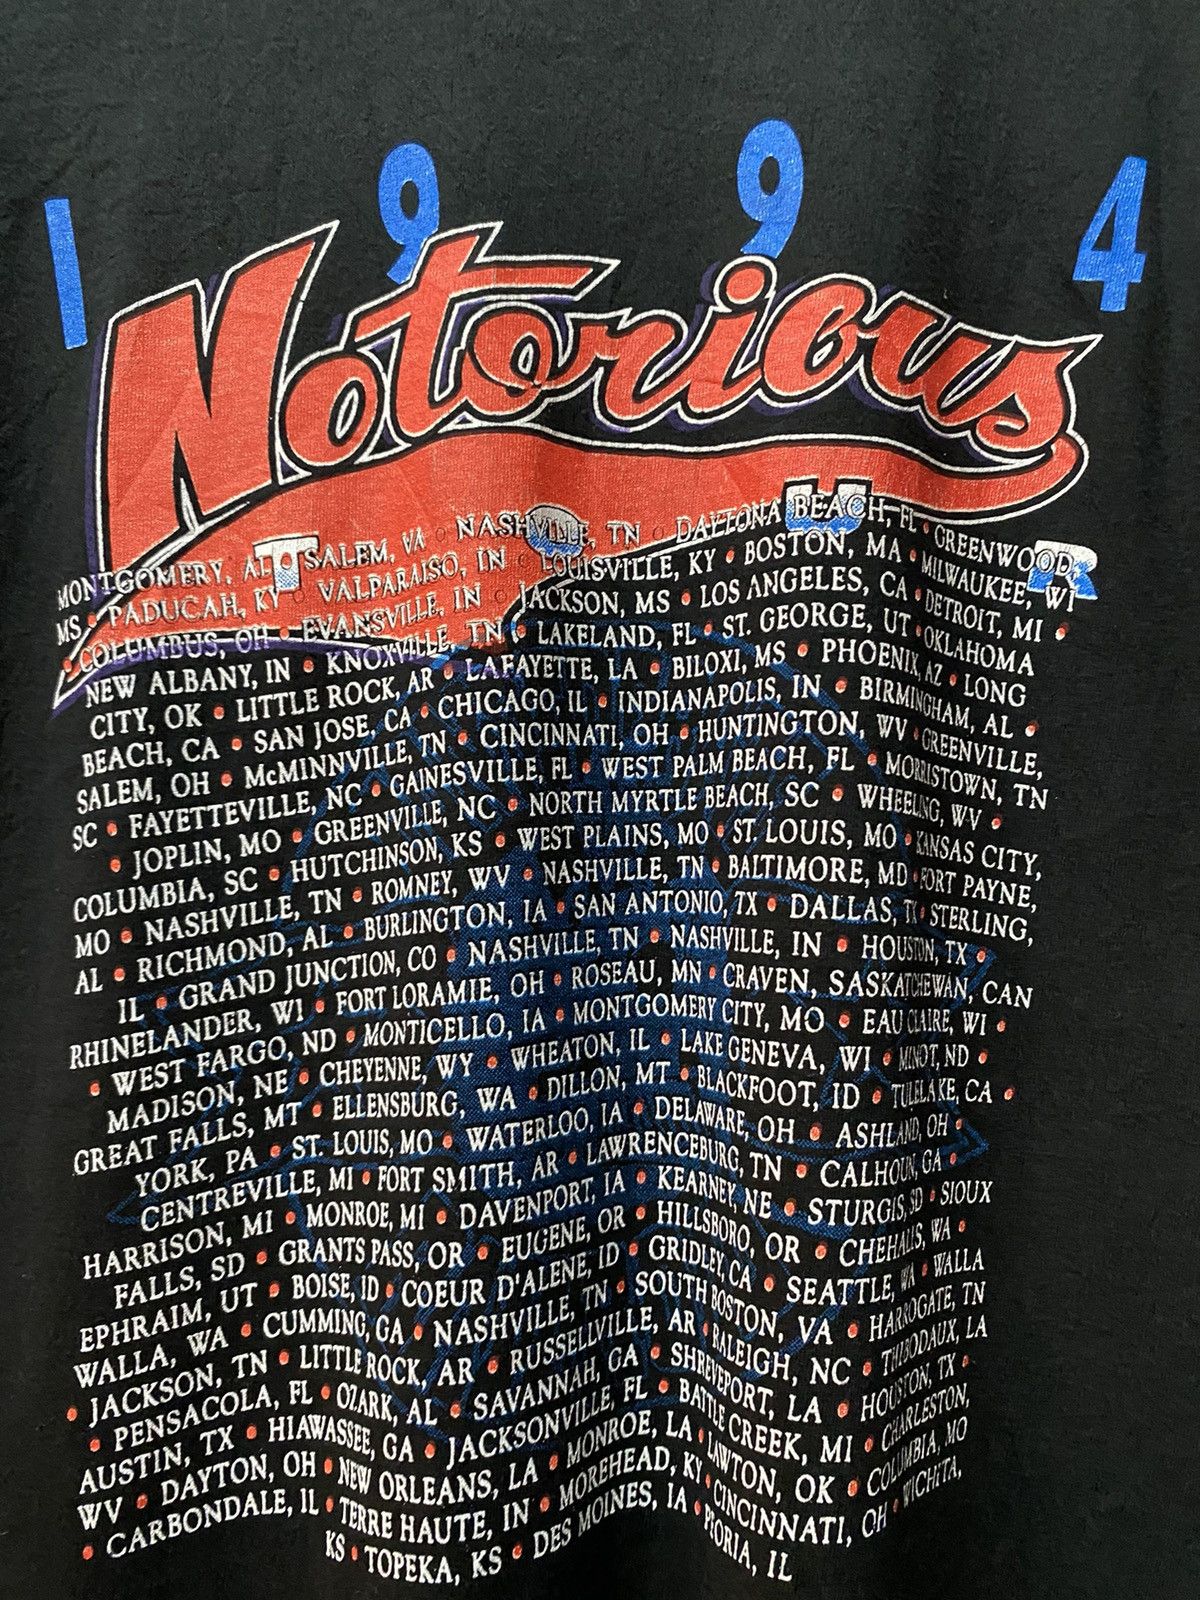 1994
Notorious
TOUR
MONTGOMERY, AL • SALEM, VA • NASHVILLE, TN • DAYTONA BEACH, FL • GREENWOOD,
MS • PADUCAH, KY • VALPARAISO, IN • LOUISVILLE, KY • BOSTON, MA • MILWAUKEE, WI
• COLUMBUS, OH • EVANSVILLE, IN • JACKSON, MS • LOS ANGELES, CA • DETROIT, MI •
NEW ALBANY, IN • KNOXVILLE, TN • LAKELAND, FL • ST. GEORGE, UT • OKLAHOMA
CITY, OK • LITTLE ROCK, AR • LAFAYETTE, LA • BILOXI, MS • PHOENIX, AZ • LONG
BEACH, CA • SAN JOSE, CA • CHICAGO, IL • INDIANAPOLIS, IN • BIRMINGHAM, AL •
SALEM, OH • McMINNVILLE, TN • CINCINNATI, OH • HUNTINGTON, WV • GREENVILLE,
SC • FAYETTEVILLE, NC • GAINESVILLE, FL • WEST PALM BEACH, FL • MORRISTOWN, TN
• JOPLIN, MO • GREENVILLE, NC • NORTH MYRTLE BEACH, SC • WHEELING, WV •
COLUMBIA, SC • HUTCHINSON, KS • WEST PLAINS, MO • ST. LOUIS, MO • KANSAS CITY,
MO • NASHVILLE, TN • ROMNEY, WV • NASHVILLE, TN • BALTIMORE, MD • FORT PAYNE,
AL • RICHMOND, AL • BURLINGTON, IA • SAN ANTONIO, TX • DALLAS, TX • STERLING,
IL • GRAND JUNCTION, CO • NASHVILLE, TN • NASHVILLE, IN • HOUSTON, TX •
RHINELANDER, WI • FORT LORAMIE, OH • ROSEAU, MN • CRAVEN, SASKATCHEWAN, CAN
• WEST FARGO, ND • MONTICELLO, IA • MONTGOMERY CITY, MO • EAU CLAIRE, WI •
MADISON, NE • CHEYENNE, WY • WHEATON, IL • LAKE GENEVA, WI • MINOT, ND •
GREAT FALLS, MT • ELLENSBURG, WA • DILLON, MT • BLACKFOOT, ID • TULELAKE, CA •
YORK, PA • ST. LOUIS, MO • WATERLOO, IA • DELAWARE, OH • ASHLAND, OH •
CENTREVILLE, MI • FORT SMITH, AR • LAWRENCEBURG, TN • CALHOUN, GA •
HARRISON, MI • MONROE, MI • DAVENPORT, IA • KEARNEY, NE • STURGIS, SD • SIOUX
FALLS, SD • GRANTS PASS, OR • EUGENE, OR • HILLSBORO, OR • CHEHALIS, WA •
EPHRAIM, UT • BOISE, ID • COEUR D'ALENE, ID • GRIDLEY, CA • SEATTLE, WA • WALLA
WALLA, WA • CUMMING, GA • NASHVILLE, TN • SOUTH BOSTON, VA • HARROGATE, TN
• JACKSON, TN • LITTLE ROCK, AR • RUSSELLVILLE, AR • RALEIGH, NC • THIBODAUX, LA
• PENSACOLA, FL • OZARK, AL • SAVANNAH, GA • SHREVEPORT, LA • HOUSTON, TX •
AUSTIN, TX • HIAWASSEE, GA • JACKSONVILLE, FL • BATTLE CREEK, MI • CHARLESTON,
WV • DAYTON, OH • NEW ORLEANS, LA • MONROE, LA • LAWTON, OK • COLUMBIA, MO
• CARBONDALE, IL • TERRE HAUTE, IN • MOREHEAD, KY • CINCINNATI, OH • WICHITA,
KS • TOPEKA, KS • DES MOINES, IA • PEORIA, IL